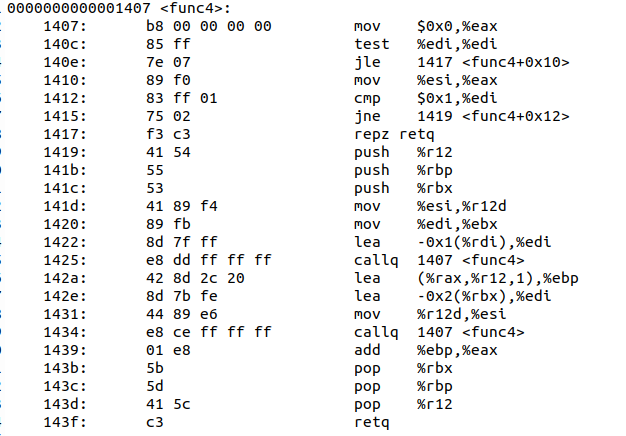 0000000000001407 <func4>:
1407: b8 00 00 00 00 mov $0x0,%eax
140c: 85 ff test %edi,%edi
140e: 7e 07 jle 1417 <func4+0x10>
1410: 89 f0 mov %esi,%eax
1412: 83 ff 01 cmp $0x1,%edi
1415: 75 02 jne 1419 <func4+0x12>
1417: f3 c3 repz retq
1419: 41 54 push %r12
141b: 55 push %rbp
141c: 53 push %rbx
141d: 41 89 f4 mov %esi,%r12d
1420: 89 fb mov %edi,%ebx
1422: 8d 7f ff lea -0x1(%rdi),%edi
1425: e8 dd ff ff ff callq 1407 <func4>
142a: 42 8d 2c 20 lea (%rax,%r12,1),%ebp
142e: 8d 7b fe lea -0x2(%rbx),%edi
1431: 44 89 e6 mov %r12d,%esi
1434: e8 ce ff ff ff callq 1407 <func4>
1439: 01 e8 add %ebp,%eax
143b: 5b pop %rbx
143c: 5d pop %rbp
143d: 41 5c pop %r12
143f: c3 retq